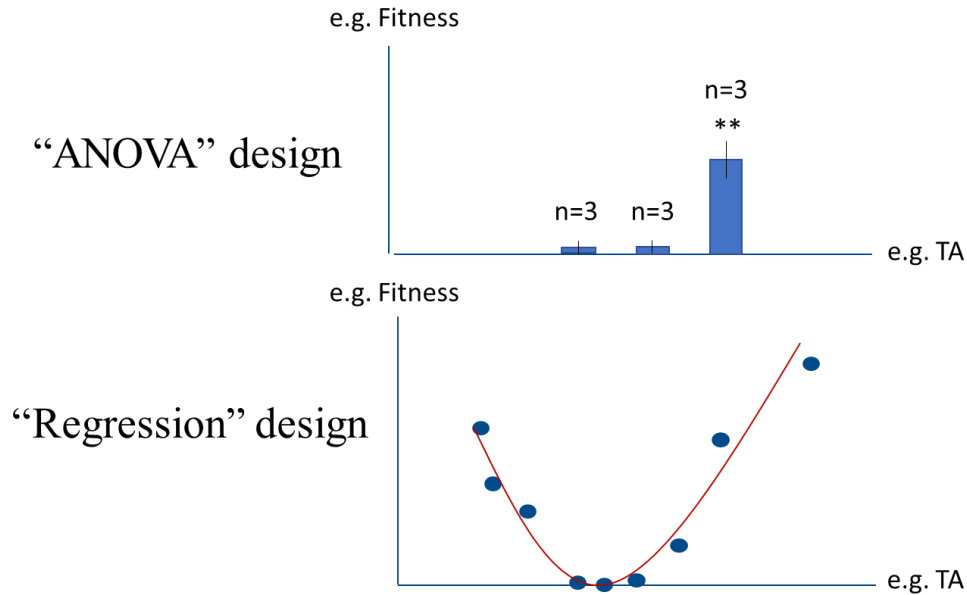 e.g. Fitness
n=3
**
“ANOVA” design
n=3 n=3
e.g. TA
e.g. Fitness
“Regression” design
e.g. TA